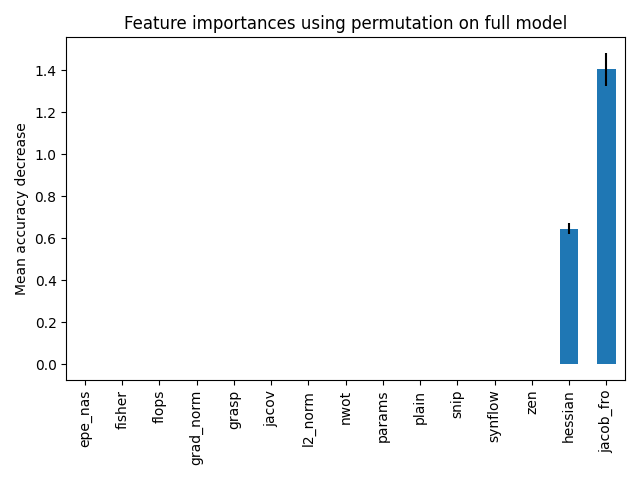 Feature importances using permutation on full model
Mean accuracy decrease
1.4
1.2
1.0
0.8
0.6
0.4
0.2
0.0
epe_nas
fisher
flops
grad_norm
grasp
jacov
l2_norm
nwot
params
plain
snip
synflow
zen
hessian
jacob_fro